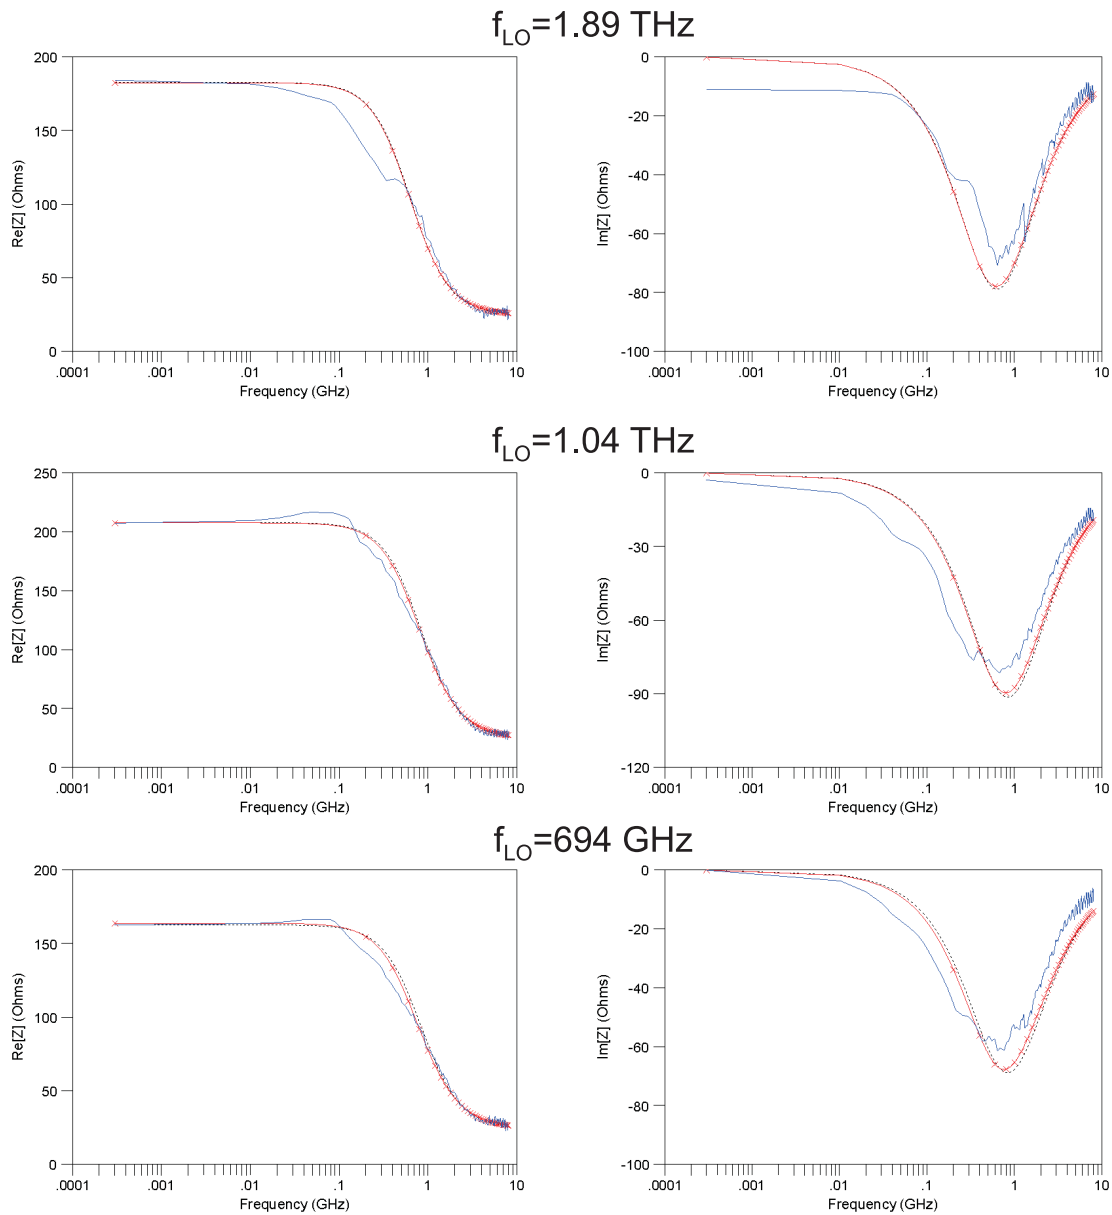 f_LO=1.89 THz
200
150
100
50
0
Re[Z] (Ohms)
.0001 .001 .01 .1 1 10
Frequency (GHz)
0
-20
-40
-60
-80
-100
Im[Z] (Ohms)
.0001 .001 .01 .1 1 10
Frequency (GHz)
f_LO=1.04 THz
250
200
150
100
50
0
Re[Z] (Ohms)
.0001 .001 .01 .1 1 10
Frequency (GHz)
0
-30
-60
-90
-120
Im[Z] (Ohms)
.0001 .001 .01 .1 1 10
Frequency (GHz)
f_LO=694 GHz
200
150
100
50
0
Re[Z] (Ohms)
.0001 .001 .01 .1 1 10
Frequency (GHz)
0
-20
-40
-60
-80
-100
Im[Z] (Ohms)
.0001 .001 .01 .1 1 10
Frequency (GHz)